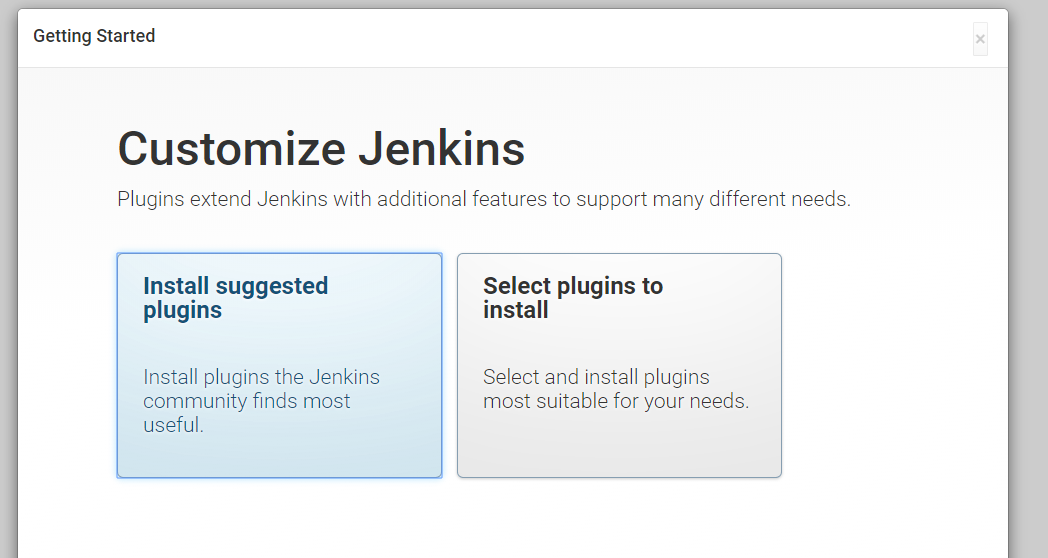 Getting Started
×
Customize Jenkins
Plugins extend Jenkins with additional features to support many different needs.
Install suggested
plugins
Install plugins the Jenkins
community finds most
useful.
Select plugins to
install
Select and install plugins
most suitable for your needs.